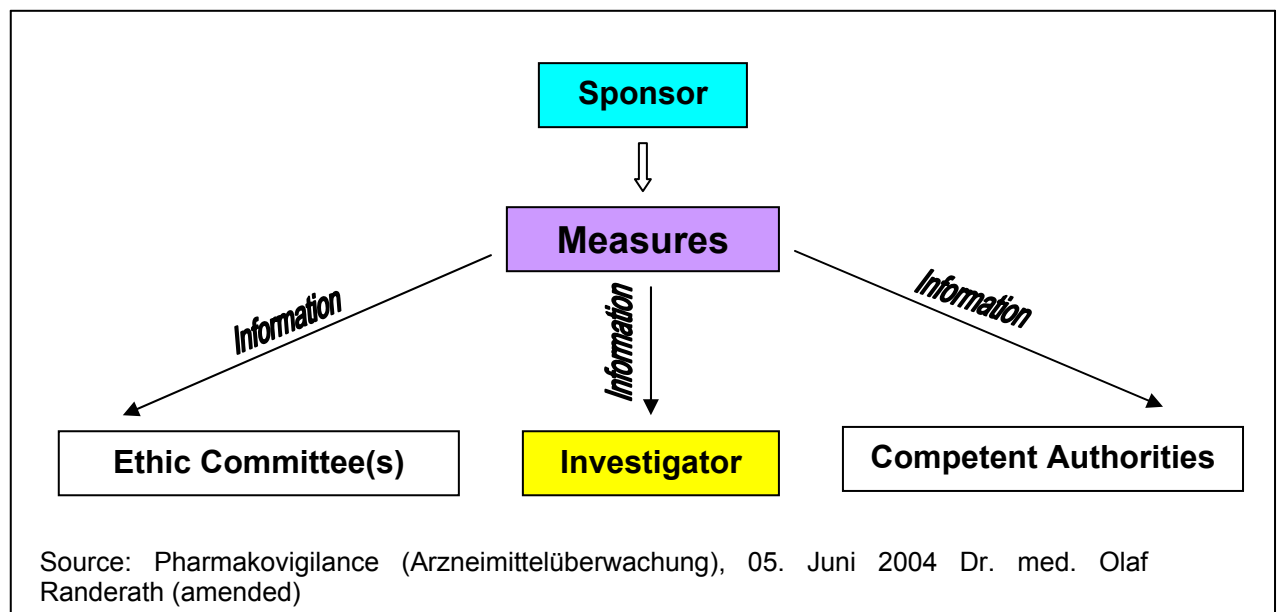 Sponsor
Measures
Information
Information
Information
Ethic Committee(s)
Investigator
Competent Authorities
Source: Pharmakovigilance (Arzneimittelüberwachung), 05. Juni 2004 Dr. med. Olaf
Randerath (amended)